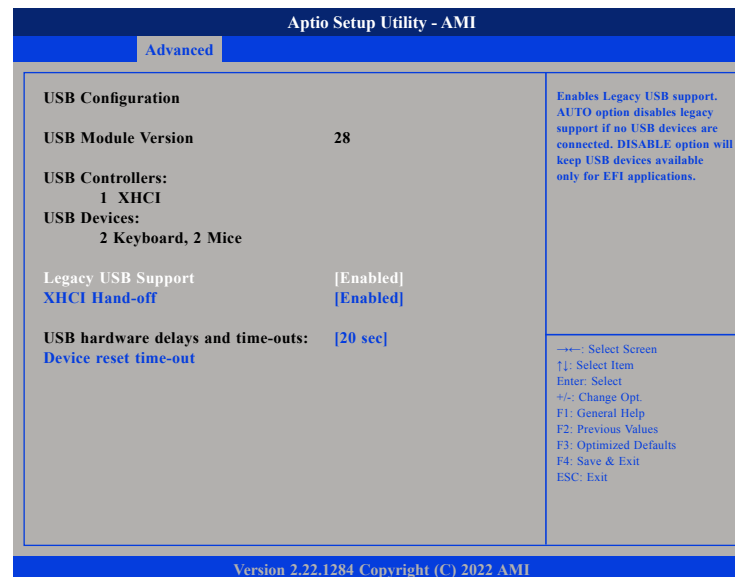 Aptio Setup Utility - AMI
Advanced
USB Configuration
USB Module Version 28
USB Controllers:
1 XHCI
USB Devices:
2 Keyboard, 2 Mice
Legacy USB Support [Enabled]
XHCI Hand-off [Enabled]
USB hardware delays and time-outs: [20 sec]
Device reset time-out
Enables Legacy USB support.
AUTO option disables legacy
support if no USB devices are
connected. DISABLE option will
keep USB devices available
only for EFI applications.
→←: Select Screen
↑↓: Select Item
Enter: Select
+/-: Change Opt.
F1: General Help
F2: Previous Values
F3: Optimized Defaults
F4: Save & Exit
ESC: Exit
Version 2.22.1284 Copyright (C) 2022 AMI